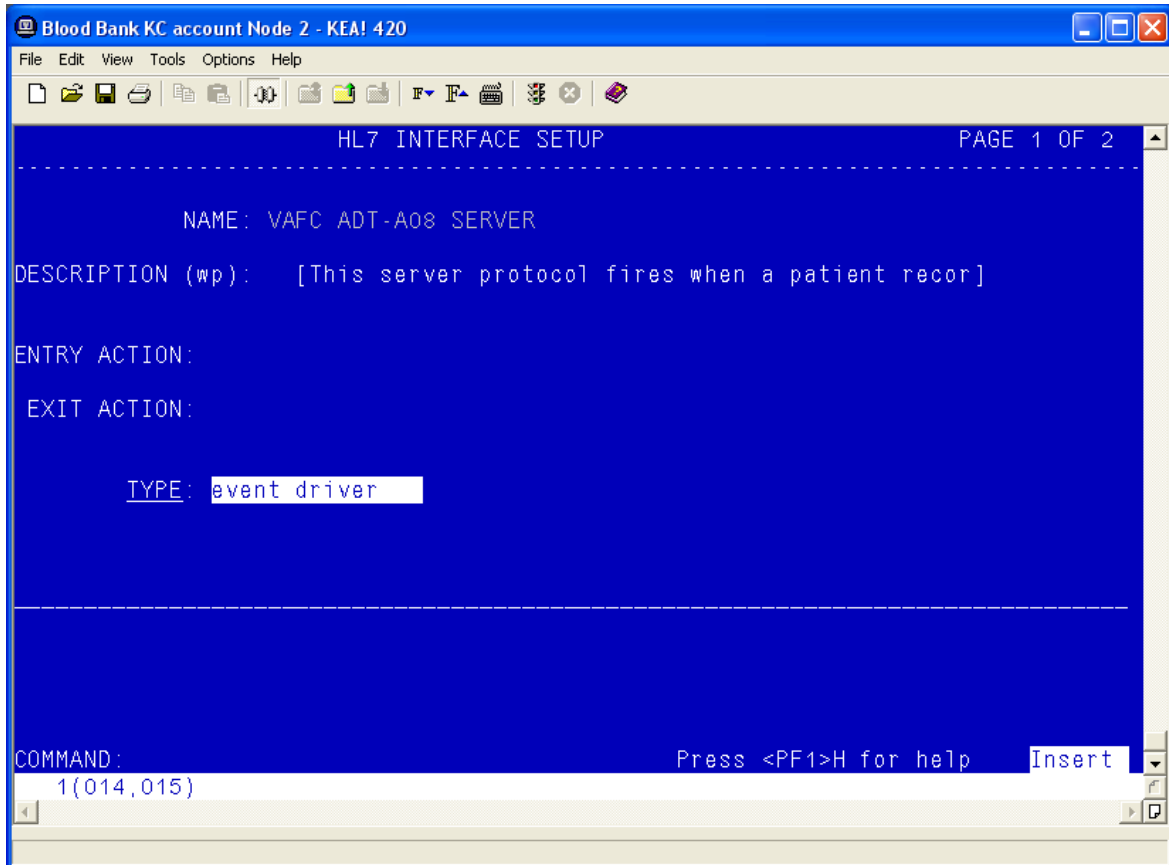 Blood Bank KC account Node 2 - KEA! 420
File Edit View Tools Options Help
F F
HL7 INTERFACE SETUP PAGE 1 OF 2
NAME: VAFC ADT-A08 SERVER
DESCRIPTION (wp): [This server protocol fires when a patient recor]
ENTRY ACTION:
EXIT ACTION:
TYPE: event driver
COMMAND: Press <PF1>H for help Insert
1(014,015)